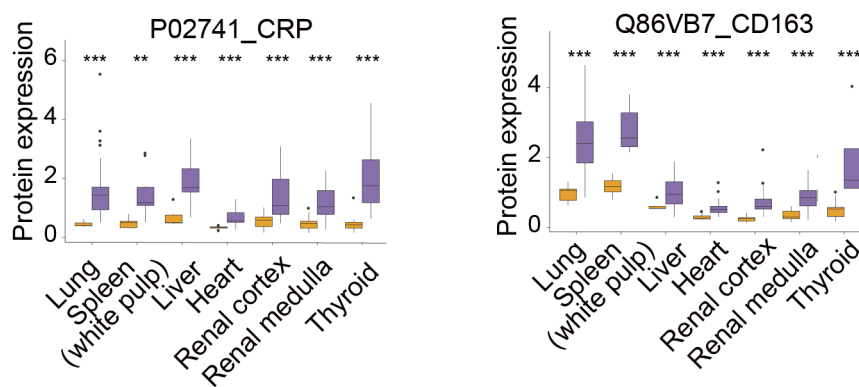 P02741_CRP
Protein expression
*** ** *** *** *** *** ***
6
4
2
0
Lung
Spleen
(white pulp)
Liver
Heart
Renal cortex
Renal medulla
Thyroid
Q86VB7_CD163
Protein expression
*** *** *** *** *** *** ***
4
2
0
Lung
Spleen
(white pulp)
Liver
Heart
Renal cortex
Renal medulla
Thyroid